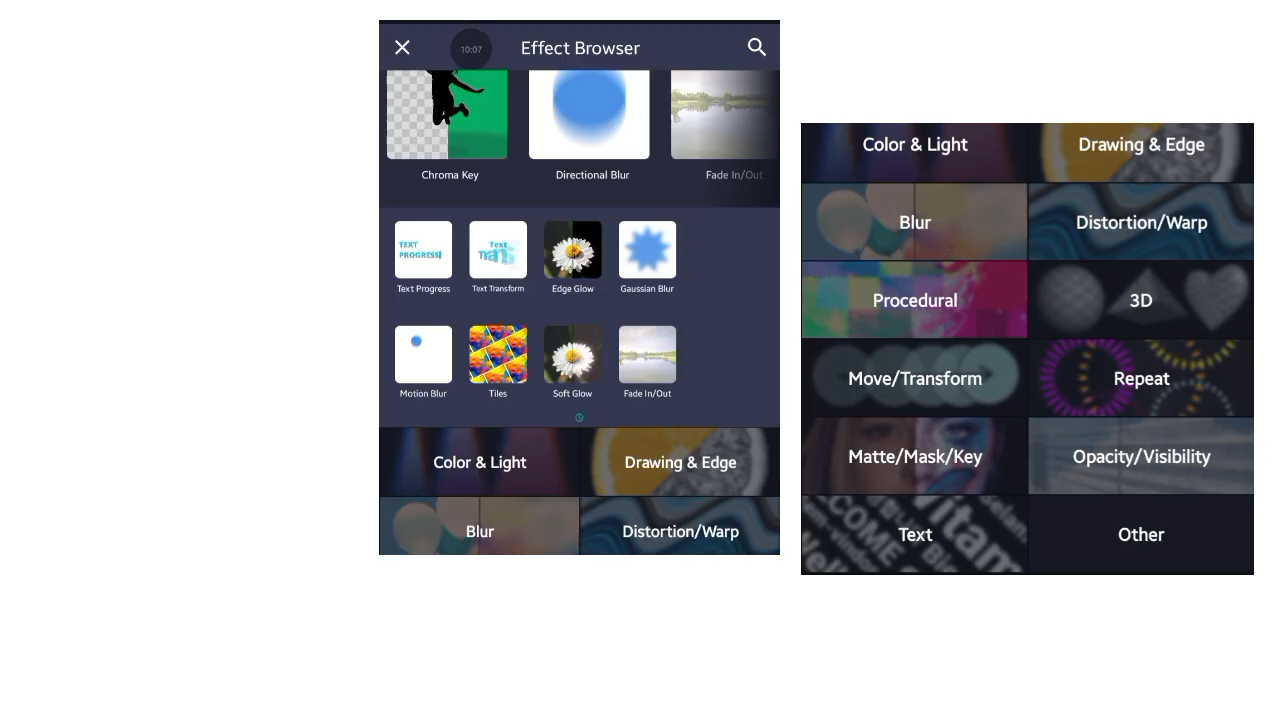 10:07
Effect Browser
Chroma Key
Directional Blur
Fade In/Out
TEXT
PROGRESS
Text
Text Progress
Text Transform
Edge Glow
Gaussian Blur
Motion Blur
Tiles
Soft Glow
Fade In/Out
Color & Light
Drawing & Edge
Blur
Distortion/Warp
Color & Light
Drawing & Edge
Blur
Distortion/Warp
Procedural
3D
Move/Transform
Repeat
Matte/Mask/Key
Opacity/Visibility
Text
Other